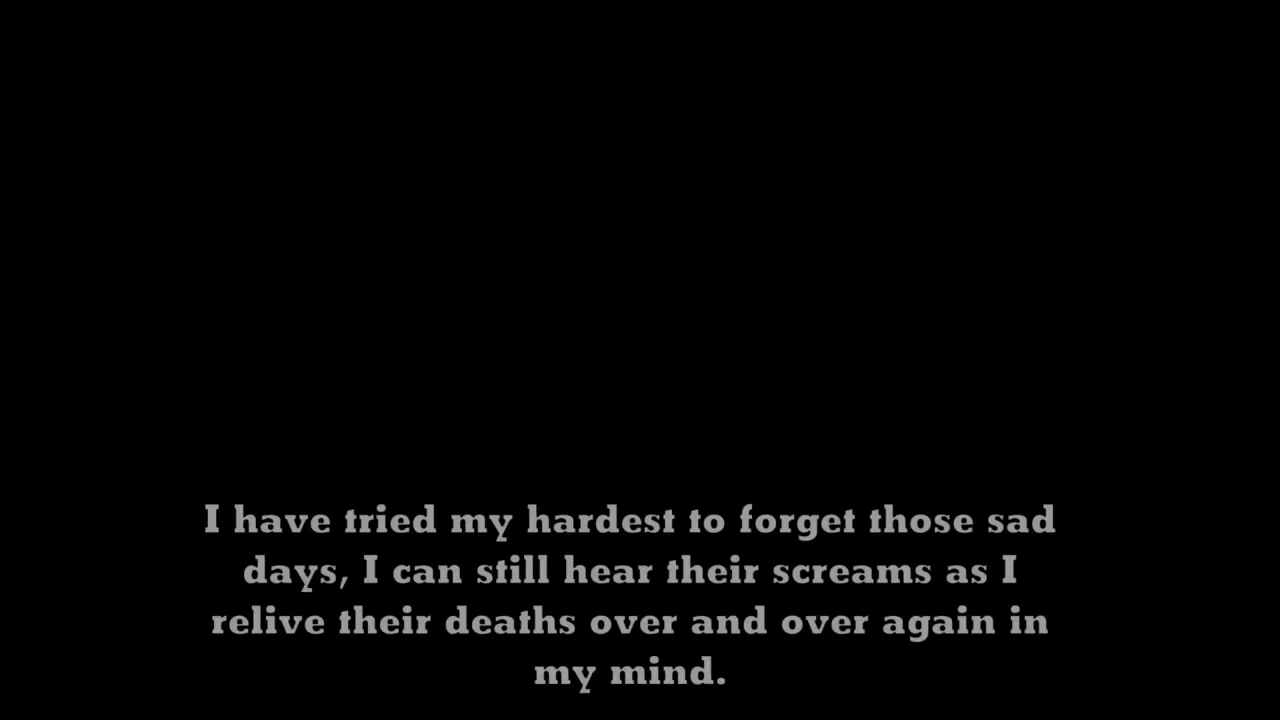 I have tried my hardest to forget those sad
days, I can still hear their screams as I
relive their deaths over and over again in
my mind.